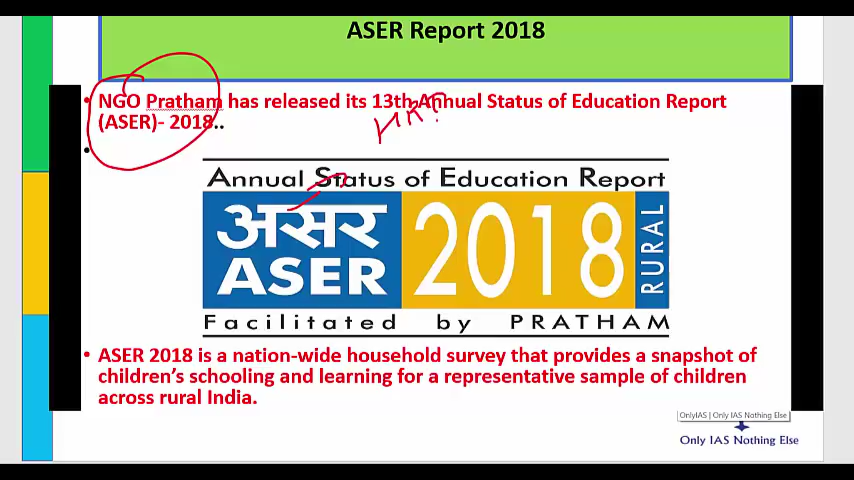 ASER Report 2018
• NGO Pratham has released its 13th Annual Status of Education Report
(ASER)- 2018..
•
Annual Status of Education Report
असर
ASER
2018
RURAL
Facilitated by PRATHAM
• ASER 2018 is a nation-wide household survey that provides a snapshot of
children's schooling and learning for a representative sample of children
across rural India.
OnlyIAS | Only IAS Nothing Else
Only IAS Nothing Else